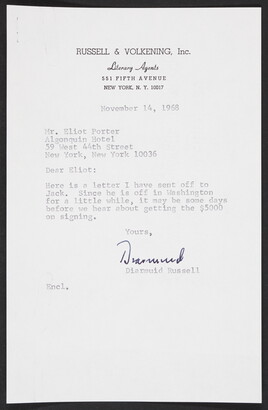 RUSSELL & VOLKENING, Inc.
Literary Agents
551 FIFTH AVENUE
NEW YORK, N. Y. 10017
November 14, 1968
Mr. Eliot Porter
Algonquin Hotel
59 West 44th Street
New York, New York 10036
Dear Eliot:
Here is a letter I have sent off to
Jack. Since he is off in Washington
for a little while, it may be some days
before we hear about getting the $5000
on signing.
Yours,
Diarmuid
Diarmuid Russell
Encl.